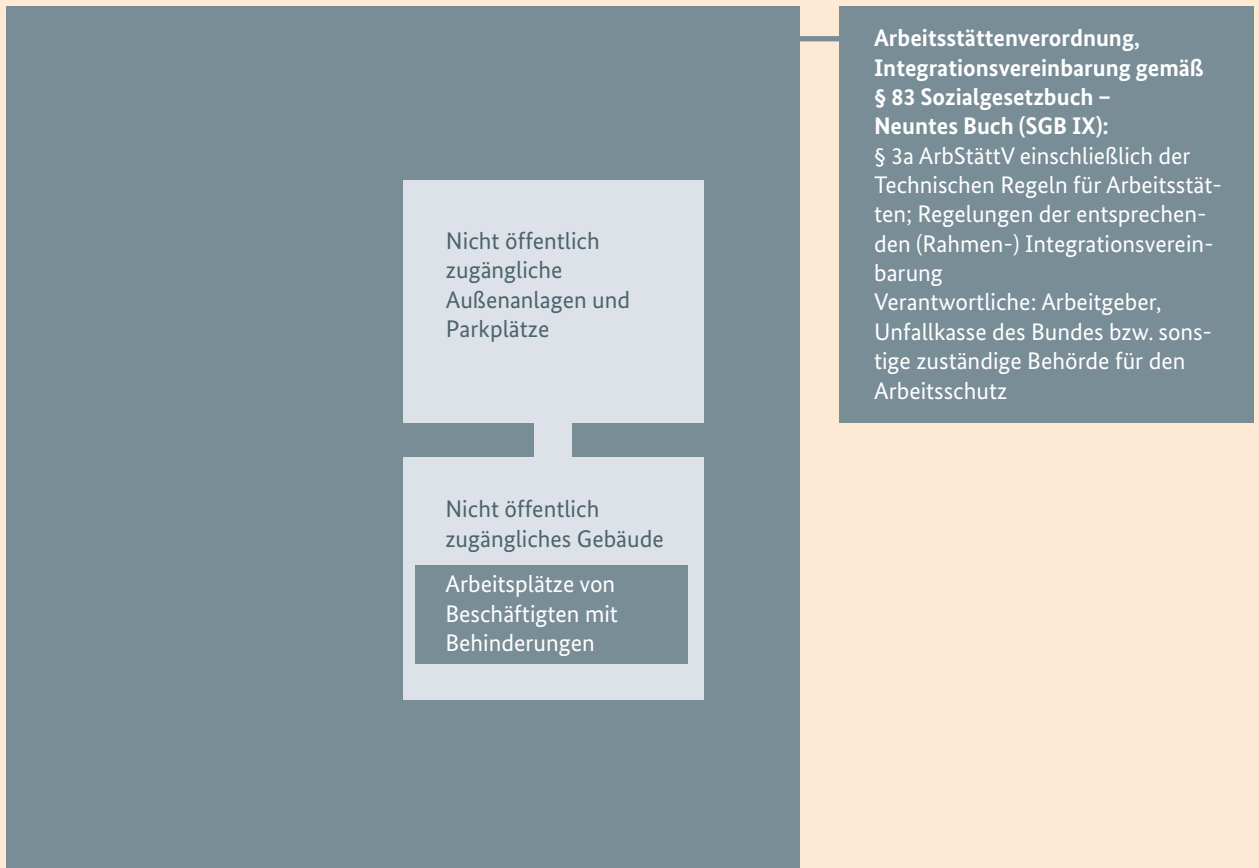 Arbeitsstättenverordnung,
Integrationsvereinbarung gemäß
§ 83 Sozialgesetzbuch –
Neuntes Buch (SGB IX):
§ 3a ArbStättV einschließlich der
Technischen Regeln für Arbeitsstät-
ten; Regelungen der entsprechen-
den (Rahmen-) Integrationsverein-
barung
Verantwortliche: Arbeitgeber,
Unfallkasse des Bundes bzw. sons-
tige zuständige Behörde für den
Arbeitsschutz
Nicht öffentlich
zugängliche
Außenanlagen und
Parkplätze
Nicht öffentlich
zugängliches Gebäude
Arbeitsplätze von
Beschäftigten mit
Behinderungen